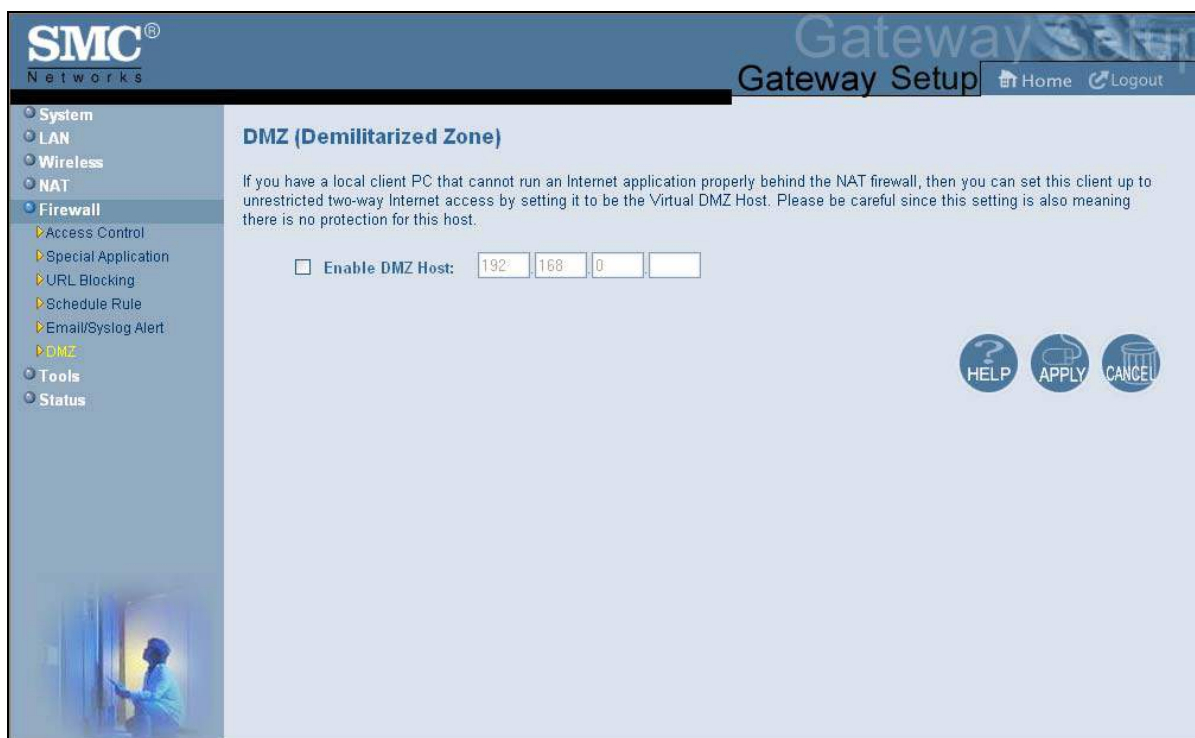 SMC®
Networks
Gateway Setup
Gateway Setup
Home
Logout
System
LAN
Wireless
NAT
Firewall
Access Control
Special Application
URL Blocking
Schedule Rule
Email/Syslog Alert
DMZ
Tools
Status
DMZ (Demilitarized Zone)
If you have a local client PC that cannot run an Internet application properly behind the NAT firewall, then you can set this client up to
unrestricted two-way Internet access by setting it to be the Virtual DMZ Host. Please be careful since this setting is also meaning
there is no protection for this host.
Enable DMZ Host: 192 .168 .0 .
HELP APPLY CANCEL